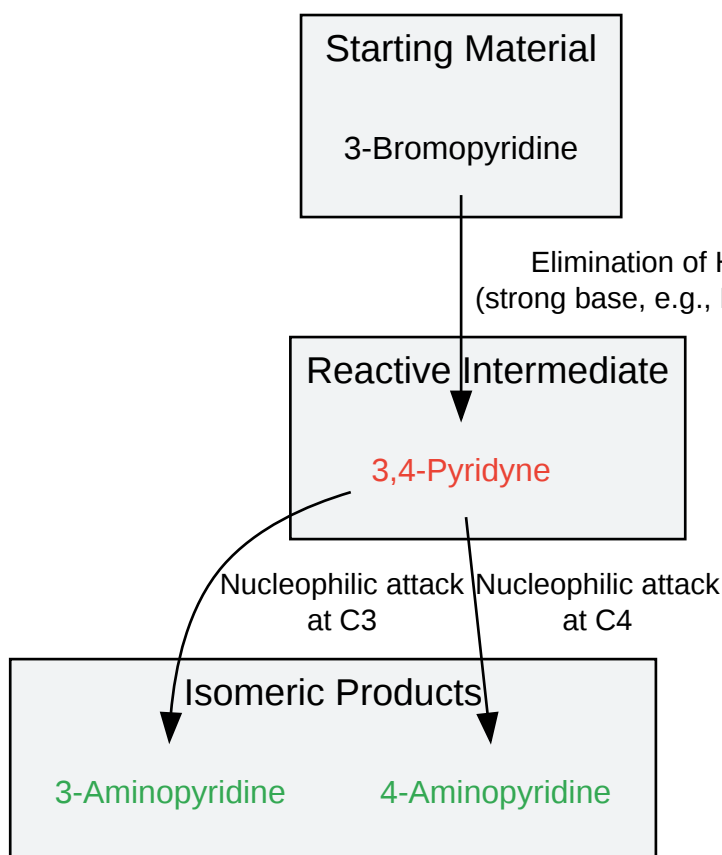 Starting Material
3-Bromopyridine
Elimination of
(strong base, e.g.,
Reactive Intermediate
3,4-Pyridyne
Nucleophilic attack
at C3
Nucleophilic attack
at C4
Isomeric Products
3-Aminopyridine
4-Aminopyridine